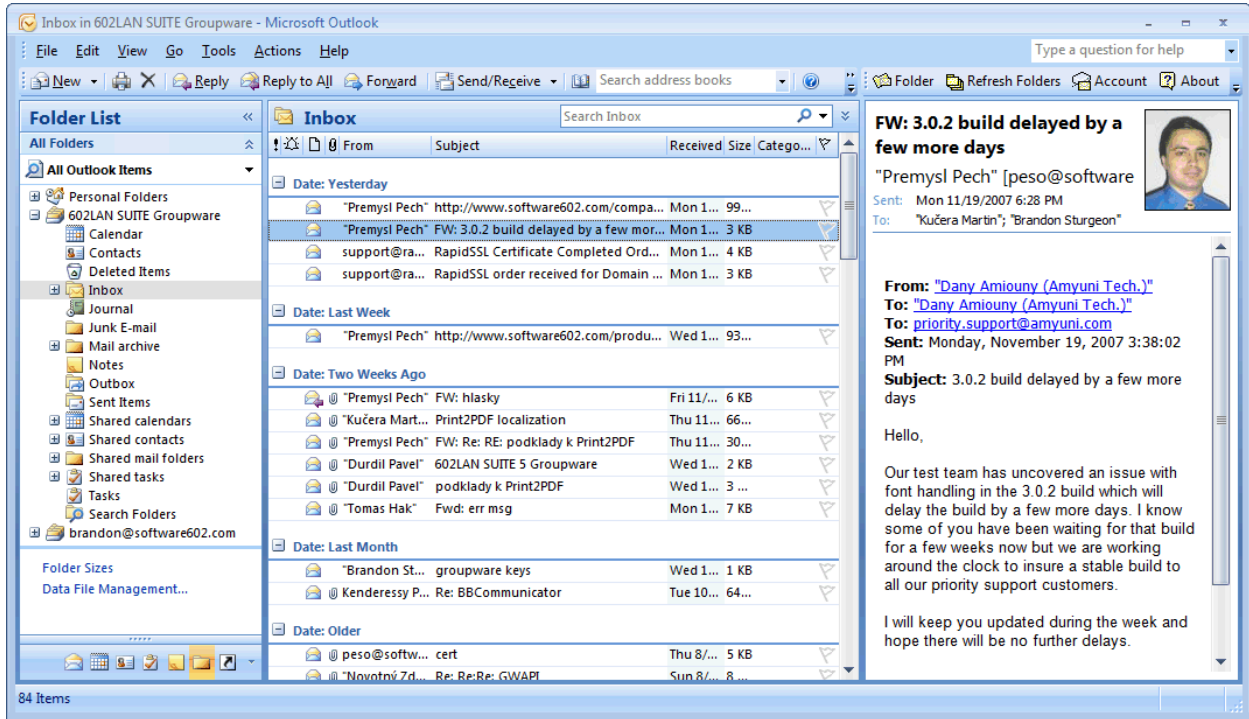 Inbox in 602LAN SUITE Groupware - Microsoft Outlook
File Edit View Go Tools Actions Help
Type a question for help
New Reply Reply to All Forward Send/Receive Search address books
Folder Refresh Folders Account About
Folder List
All Folders
All Outlook Items
Personal Folders
602LAN SUITE Groupware
Calendar
Contacts
Deleted Items
Inbox
Journal
Junk E-mail
Mail archive
Notes
Outbox
Sent Items
Shared calendars
Shared contacts
Shared mail folders
Shared tasks
Tasks
Search Folders
brandon@software602.com
Folder Sizes
Data File Management...
Inbox
Search Inbox
From Subject Received Size Catego...
Date: Yesterday
"Premysl Pech" http://www.software602.com/compa... Mon 1... 99...
"Premysl Pech" FW: 3.0.2 build delayed by a few mor... Mon 1... 3 KB
support@ra... RapidSSL Certificate Completed Ord... Mon 1... 4 KB
support@ra... RapidSSL order received for Domain ... Mon 1... 3 KB
Date: Last Week
"Premysl Pech" http://www.software602.com/produ... Wed 1... 93...
Date: Two Weeks Ago
"Premysl Pech" FW: hlasky Fri 11/... 6 KB
"Kučera Mart... Print2PDF localization Thu 11... 66...
"Premysl Pech" FW: Re: RE: podklady k Print2PDF Thu 11... 30...
"Durdil Pavel" 602LAN SUITE 5 Groupware Wed 1... 2 KB
"Durdil Pavel" podklady k Print2PDF Wed 1... 3 ...
"Tomas Hak" Fwd: err msg Mon 1... 7 KB
Date: Last Month
"Brandon St... groupware keys Wed 1... 1 KB
Kenderessy P... Re: BBCommunicator Tue 10... 64...
Date: Older
peso@softw... cert Thu 8/... 5 KB
"Novotný Zd... Re: Re:Re: GWAPI Sun 8/... 8 ...
FW: 3.0.2 build delayed by a
few more days
"Premysl Pech" [peso@software
Sent: Mon 11/19/2007 6:28 PM
To: "Kučera Martin"; "Brandon Sturgeon"
From: "Dany Amiouny (Amyuni Tech.)"
To: "Dany Amiouny (Amyuni Tech.)"
To: priority.support@amyuni.com
Sent: Monday, November 19, 2007 3:38:02
PM
Subject: 3.0.2 build delayed by a few more
days
Hello,
Our test team has uncovered an issue with
font handling in the 3.0.2 build which will
delay the build by a few more days. I know
some of you have been waiting for that build
for a few weeks now but we are working
around the clock to insure a stable build to
all our priority support customers.
I will keep you updated during the week and
hope there will be no further delays.
84 Items